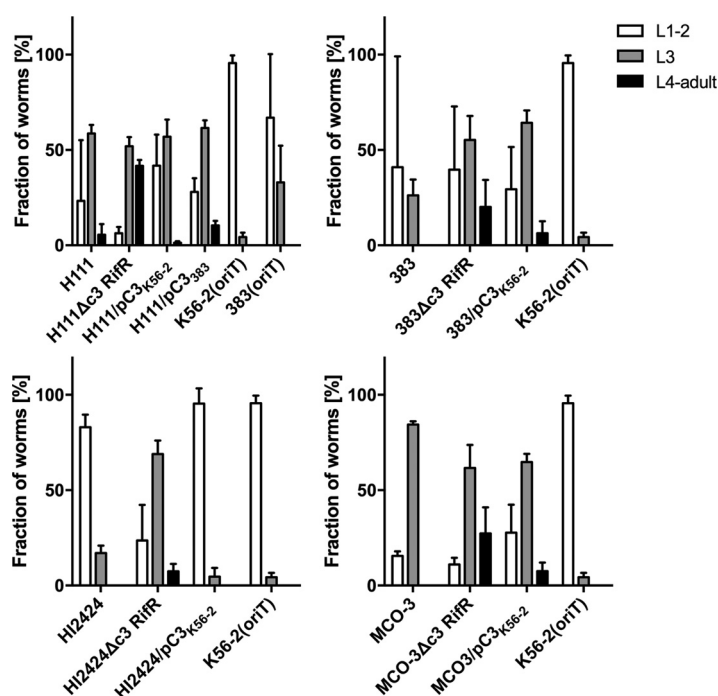 Fraction of worms [%]
100
50
0
H111
H111Δc3 RifR
H111/pC3K56-2
H111/pC3383
K56-2(oriT)
383(oriT)
Fraction of worms [%]
100
50
0
383
383Δc3 RifR
383/pC3K56-2
K56-2(oriT)
L1-2
L3
L4-adult
Fraction of worms [%]
100
50
0
HI2424
HI2424Δc3 RifR
HI2424/pC3K56-2
K56-2(oriT)
Fraction of worms [%]
100
50
0
MCO-3
MCO-3Δc3 RifR
MCO3/pC3K56-2
K56-2(oriT)